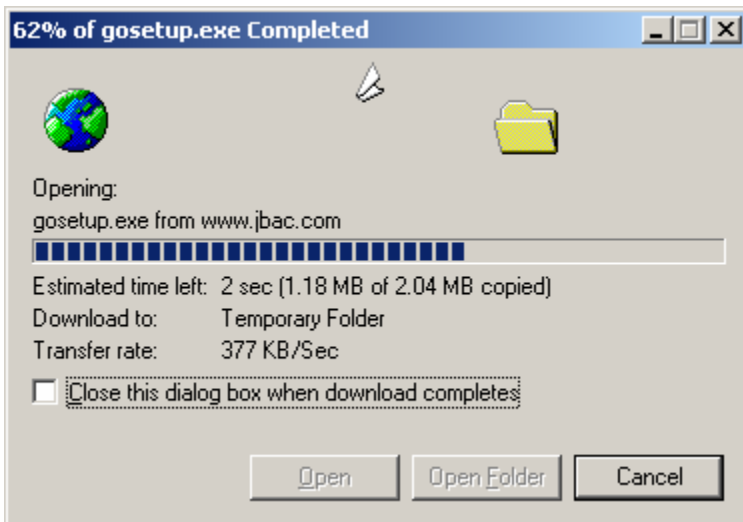 62% of gosetup.exe Completed
Opening:
gosetup.exe from www.jbac.com
Estimated time left: 2 sec (1.18 MB of 2.04 MB copied)
Download to: Temporary Folder
Transfer rate: 377 KB/Sec
Close this dialog box when download completes
Open Open Folder Cancel